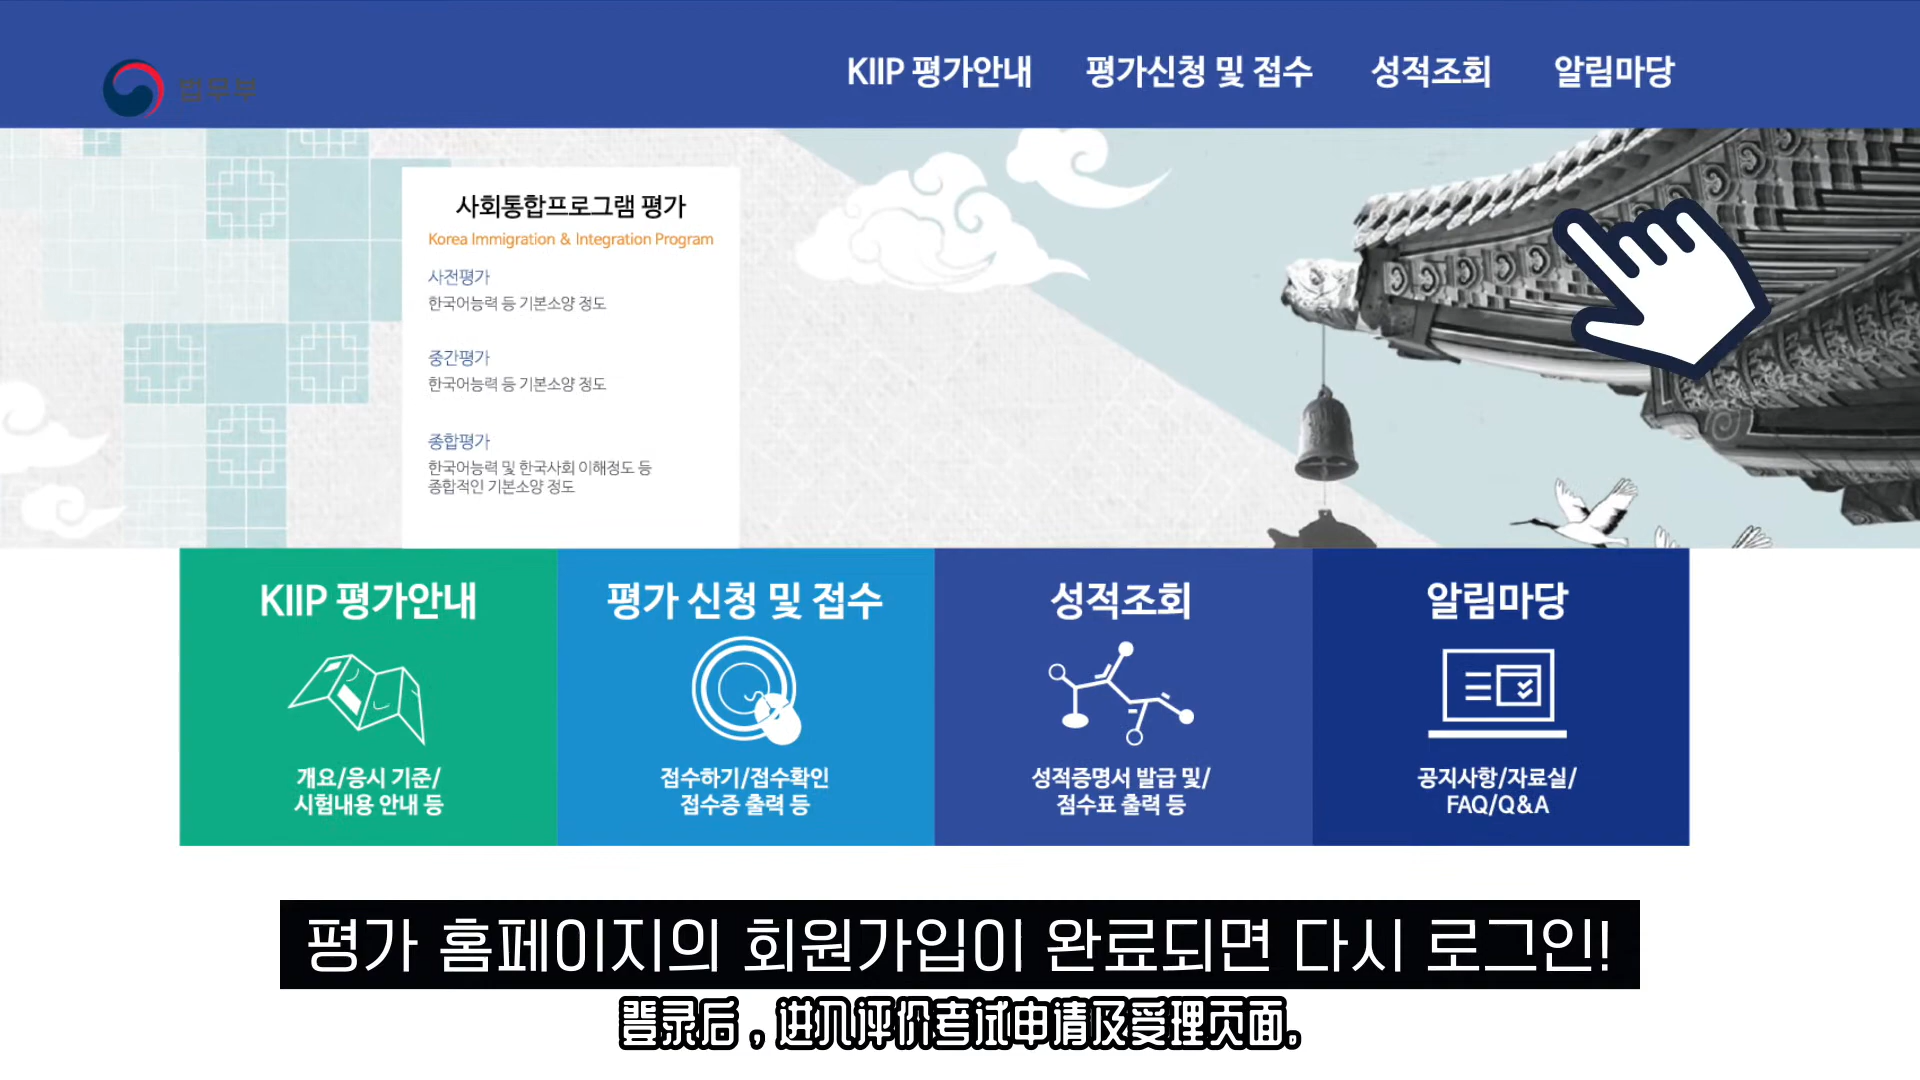 법무부
KIIP 평가안내 평가신청 및 접수 성적조회 알림마당
사회통합프로그램 평가
Korea Immigration & Integration Program
사전평가
한국어능력 등 기본소양 정도
중간평가
한국어능력 등 기본소양 정도
종합평가
한국어능력 및 한국사회 이해정도 등
종합적인 기본소양 정도
KIIP 평가안내
개요/응시 기준/
시험내용 안내 등
평가 신청 및 접수
접수하기/접수확인
접수증 출력 등
성적조회
성적증명서 발급 및/
점수표 출력 등
알림마당
공지사항/자료실/
FAQ/Q&A
평가 홈페이지의 회원가입이 완료되면 다시 로그인!
登录后，进入评价考试申请及受理页面。